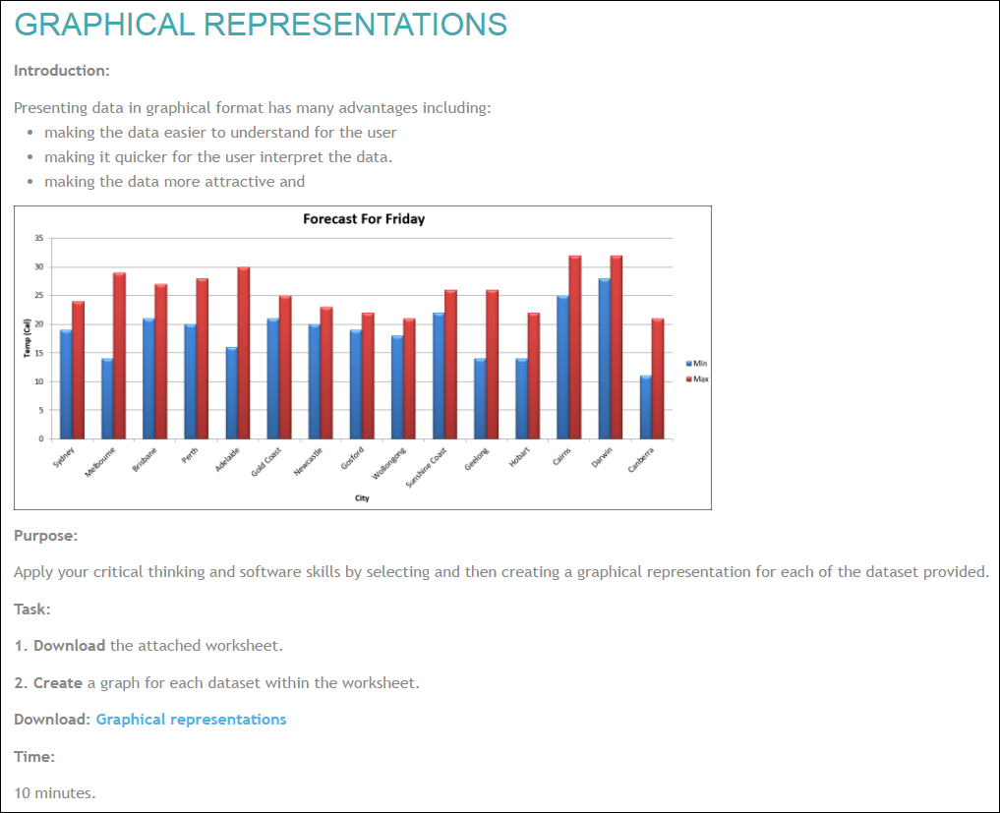 GRAPHICAL REPRESENTATIONS
Introduction:
Presenting data in graphical format has many advantages including:
• making the data easier to understand for the user
• making it quicker for the user interpret the data.
• making the data more attractive and
Forecast For Friday
35
30
25
20
15
10
5
0
Temp (Cel)
Min
Max
Sydney
Melbourne
Brisbane
Perth
Adelaide
Gold Coast
Newcastle
Gosford
Wollongong
Sunshine Coast
Geelong
Hobart
Cairns
Darwin
Canberra
City
Purpose:
Apply your critical thinking and software skills by selecting and then creating a graphical representation for each of the dataset provided.
Task:
1. Download the attached worksheet.
2. Create a graph for each dataset within the worksheet.
Download: Graphical representations
Time:
10 minutes.